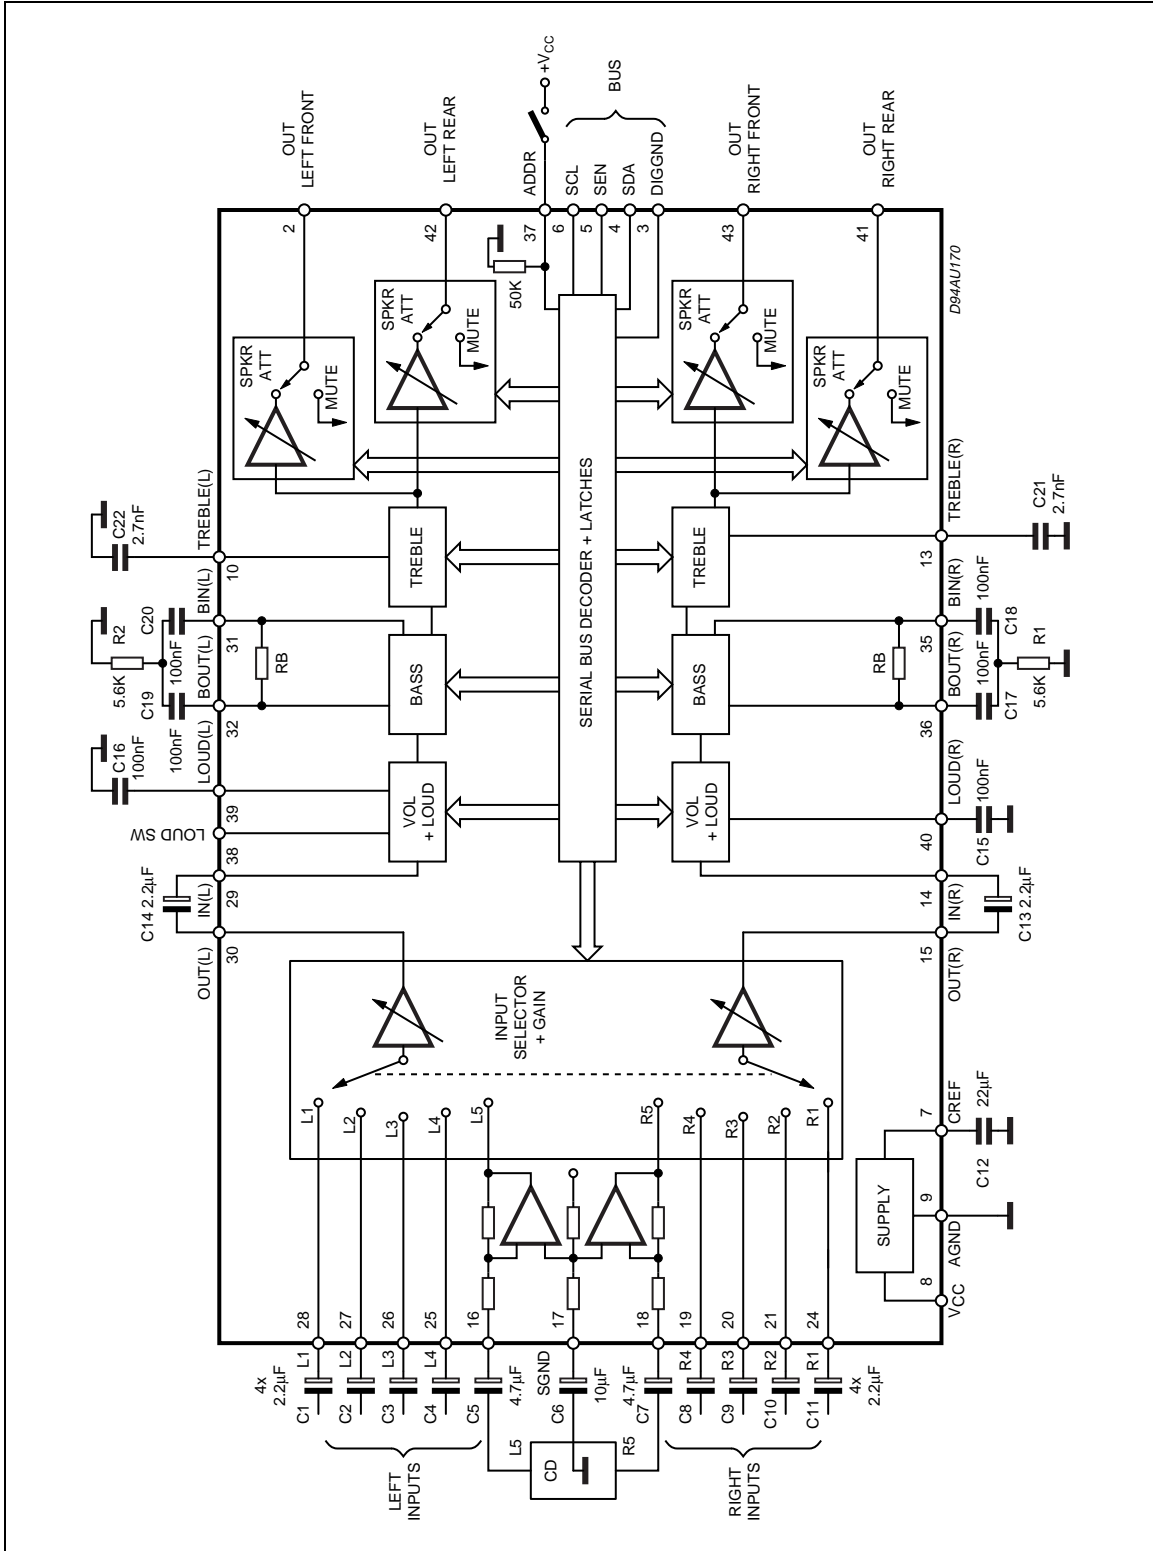 +VCC
BUS
OUT
LEFT FRONT
OUT
LEFT REAR
ADDR
SCL
SEN
SDA
DIGGND
OUT
RIGHT FRONT
OUT
RIGHT REAR
2
42
37
6
5
4
3
43
41
D94AU170
50K
SPKR
ATT
MUTE
SPKR
ATT
MUTE
SPKR
ATT
MUTE
SPKR
ATT
MUTE
C22
2.7nF
TREBLE(L)
10
TREBLE
TREBLE
TREBLE(R)
13
C21
2.7nF
R2
5.6K
C20
100nF
C19
100nF
BIN(L)
31
BOUT(L)
32
RB
BASS
SERIAL BUS DECODER + LATCHES
BASS
RB
BIN(R)
35
BOUT(R)
36
100nF
C18
100nF
C17
R1
5.6K
C16
100nF
LOUD(L)
39
LOUD SW
38
VOL
+ LOUD
VOL
+ LOUD
LOUD(R)
40
100nF
C15
C14 2.2µF
IN(L)
29
OUT(L)
30
IN(R)
14
OUT(R)
15
C13 2.2µF
INPUT
SELECTOR
+ GAIN
L1
L2
L3
L4
L5
R5
R4
R3
R2
R1
SUPPLY
CREF
7
22µF
C12
9
AGND
8
VCC
28
27
26
25
16
17
18
19
20
21
24
4x
2.2µF
L1
L2
L3
L4
4.7µF
SGND
10µF
4.7µF
R4
R3
R2
R1
4x
2.2µF
C1
C2
C3
C4
C5
C6
C7
C8
C9
C10
C11
L5
CD
R5
LEFT
INPUTS
RIGHT
INPUTS